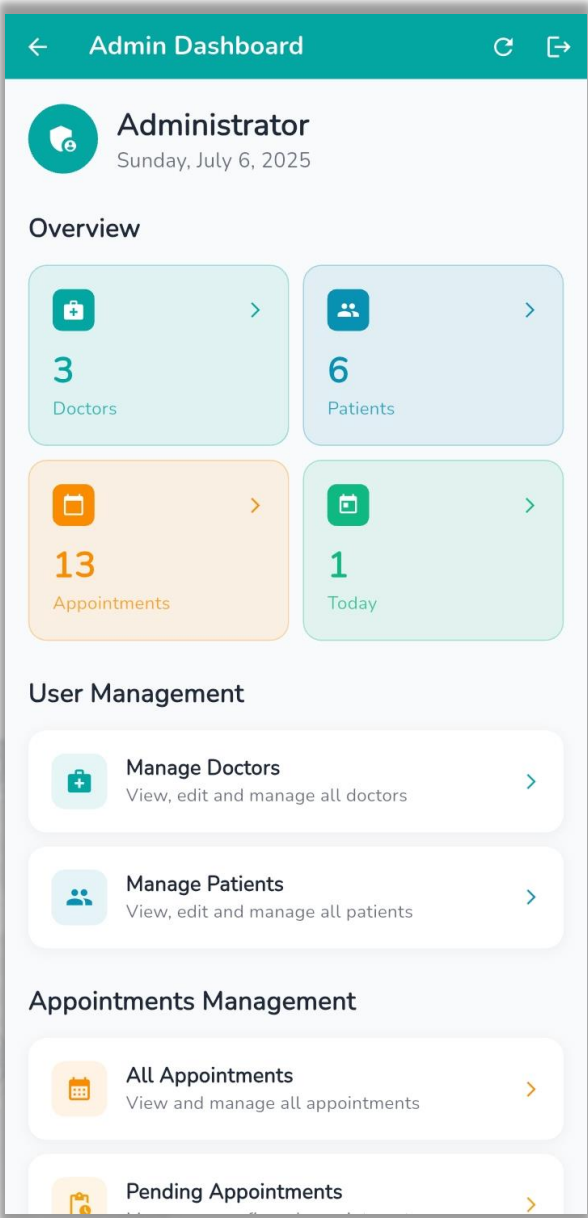 Admin Dashboard
Administrator
Sunday, July 6, 2025
Overview
3
Doctors
6
Patients
13
Appointments
1
Today
User Management
Manage Doctors
View, edit and manage all doctors
Manage Patients
View, edit and manage all patients
Appointments Management
All Appointments
View and manage all appointments
Pending Appointments